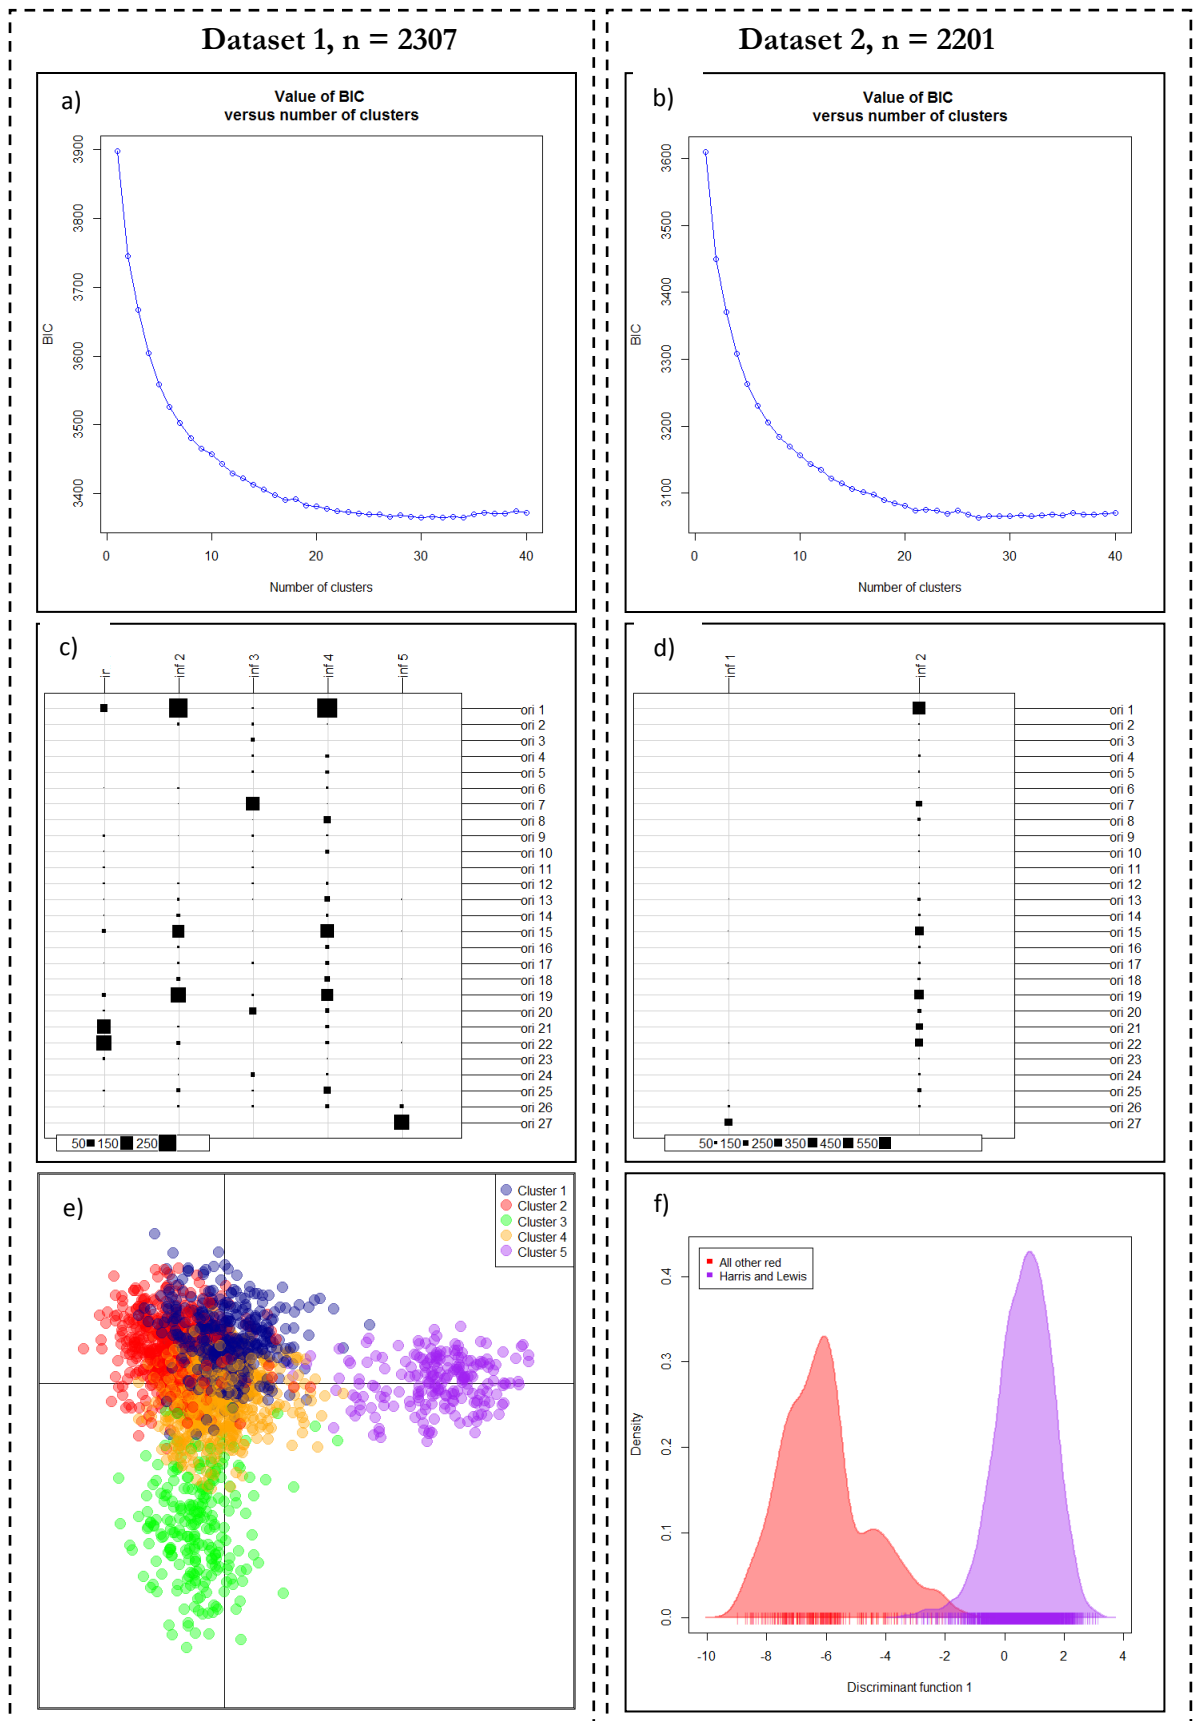 Dataset 1, n = 2307
Dataset 2, n = 2201
a)
Value of BIC
versus number of clusters
3900
3800
3700
3600
3500
3400
BIC
0 10 20 30 40
Number of clusters
b)
Value of BIC
versus number of clusters
3600
3500
3400
3300
3200
3100
BIC
0 10 20 30 40
Number of clusters
c)
inf 2 inf 3 inf 4 inf 5
ori 1
ori 2
ori 3
ori 4
ori 5
ori 6
ori 7
ori 8
ori 9
ori 10
ori 11
ori 12
ori 13
ori 14
ori 15
ori 16
ori 17
ori 18
ori 19
ori 20
ori 21
ori 22
ori 23
ori 24
ori 25
ori 26
ori 27
50 150 250
d)
inf 1 inf 2
ori 1
ori 2
ori 3
ori 4
ori 5
ori 6
ori 7
ori 8
ori 9
ori 10
ori 11
ori 12
ori 13
ori 14
ori 15
ori 16
ori 17
ori 18
ori 19
ori 20
ori 21
ori 22
ori 23
ori 24
ori 25
ori 26
ori 27
50 150 250 350 450 550
e)
Cluster 1
Cluster 2
Cluster 3
Cluster 4
Cluster 5
f)
All other red
Harris and Lewis
0.4
0.3
0.2
0.1
0.0
Density
-10 -8 -6 -4 -2 0 2 4
Discriminant function 1